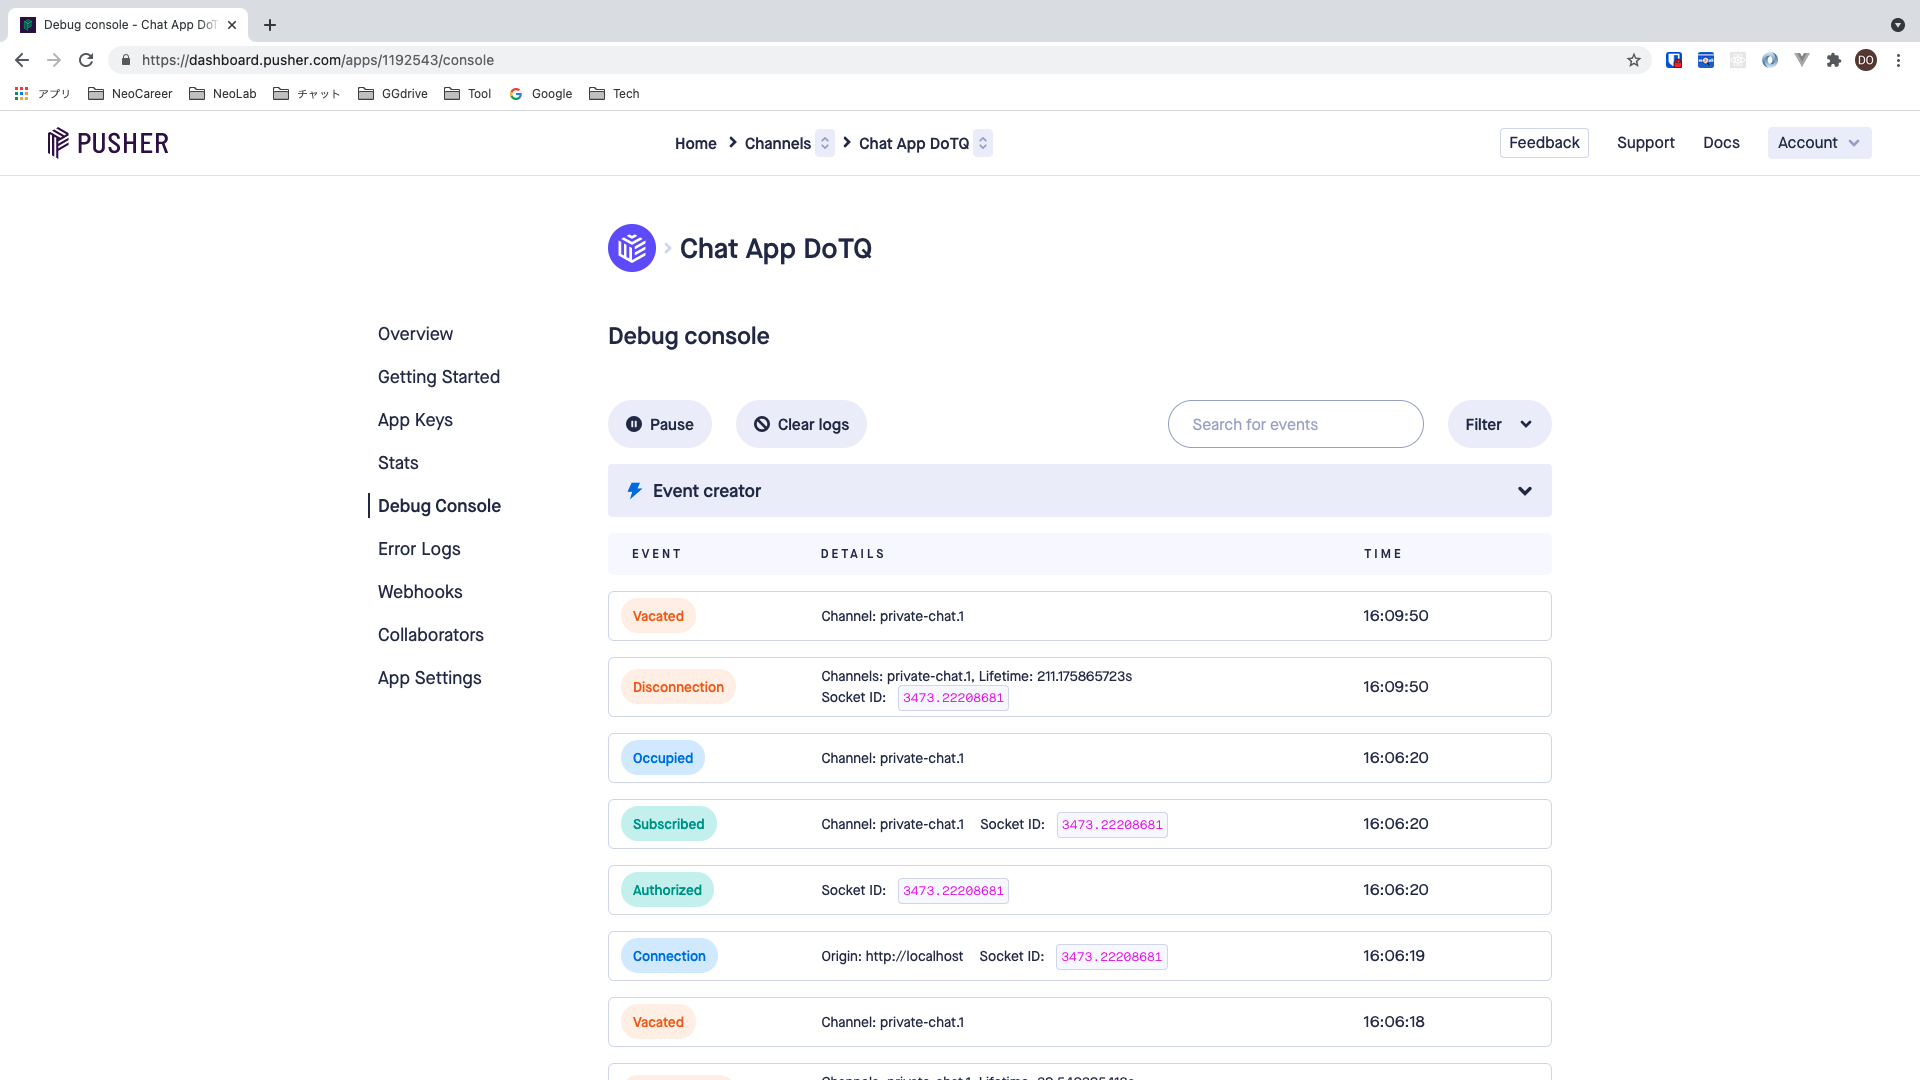 Debug console - Chat App DoT
https://dashboard.pusher.com/apps/1192543/console
DO
アプリ NeoCareer NeoLab チャット GGdrive Tool Google Tech
PUSHER Home Channels Chat App DoTQ Feedback Support Docs Account
Chat App DoTQ
Overview
Getting Started
App Keys
Stats
Debug Console
Error Logs
Webhooks
Collaborators
App Settings
Debug console
Pause Clear logs Search for events Filter
Event creator
EVENT DETAILS TIME
Vacated Channel: private-chat.1 16:09:50
Disconnection Channels: private-chat.1, Lifetime: 211.175865723s 16:09:50
Socket ID: 3473.22208681
Occupied Channel: private-chat.1 16:06:20
Subscribed Channel: private-chat.1 Socket ID: 3473.22208681 16:06:20
Authorized Socket ID: 3473.22208681 16:06:20
Connection Origin: http://localhost Socket ID: 3473.22208681 16:06:19
Vacated Channel: private-chat.1 16:06:18